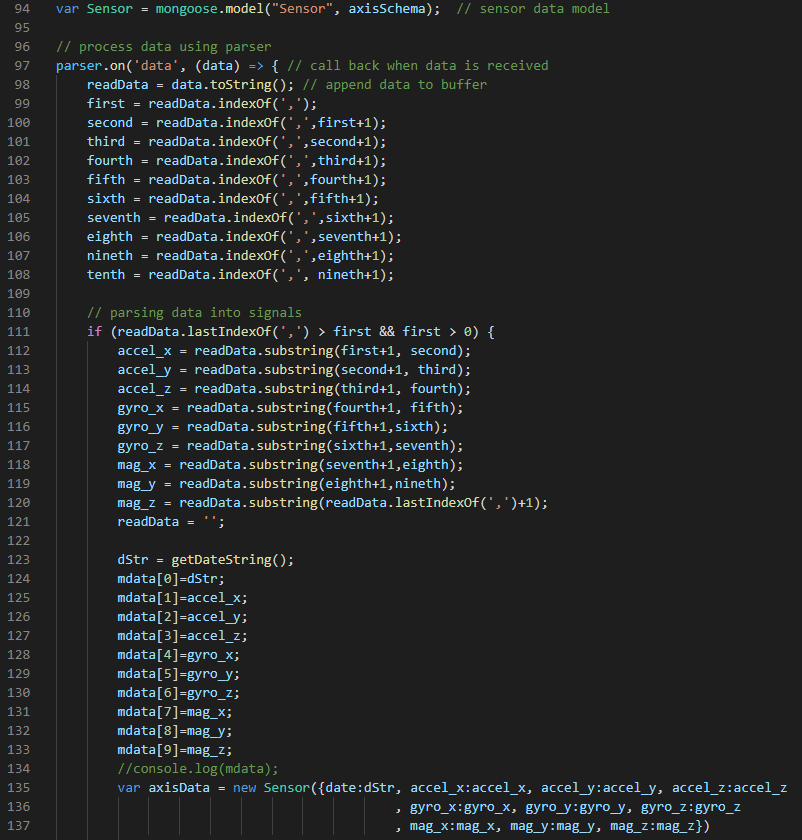 94 var Sensor = mongoose.model("Sensor", axisSchema);  // sensor data model
95
96 // process data using parser
97 parser.on('data', (data) => { // call back when data is received
98     readData = data.toString(); // append data to buffer
99     first = readData.indexOf(',');
100     second = readData.indexOf(',',first+1);
101     third = readData.indexOf(',',second+1);
102     fourth = readData.indexOf(',',third+1);
103     fifth = readData.indexOf(',',fourth+1);
104     sixth = readData.indexOf(',',fifth+1);
105     seventh = readData.indexOf(',',sixth+1);
106     eighth = readData.indexOf(',',seventh+1);
107     nineth = readData.indexOf(',',eighth+1);
108     tenth = readData.indexOf(',', nineth+1);
109
110     // parsing data into signals
111     if (readData.lastIndexOf(',') > first && first > 0) {
112         accel_x = readData.substring(first+1, second);
113         accel_y = readData.substring(second+1, third);
114         accel_z = readData.substring(third+1, fourth);
115         gyro_x = readData.substring(fourth+1, fifth);
116         gyro_y = readData.substring(fifth+1,sixth);
117         gyro_z = readData.substring(sixth+1,seventh);
118         mag_x = readData.substring(seventh+1,eighth);
119         mag_y = readData.substring(eighth+1,nineth);
120         mag_z = readData.substring(readData.lastIndexOf(',')+1);
121         readData = '';
122
123         dStr = getDateString();
124         mdata[0]=dStr;
125         mdata[1]=accel_x;
126         mdata[2]=accel_y;
127         mdata[3]=accel_z;
128         mdata[4]=gyro_x;
129         mdata[5]=gyro_y;
130         mdata[6]=gyro_z;
131         mdata[7]=mag_x;
132         mdata[8]=mag_y;
133         mdata[9]=mag_z;
134         //console.log(mdata);
135         var axisData = new Sensor({date:dStr, accel_x:accel_x, accel_y:accel_y, accel_z:accel_z
136                                             , gyro_x:gyro_x, gyro_y:gyro_y, gyro_z:gyro_z
137                                             , mag_x:mag_x, mag_y:mag_y, mag_z:mag_z})